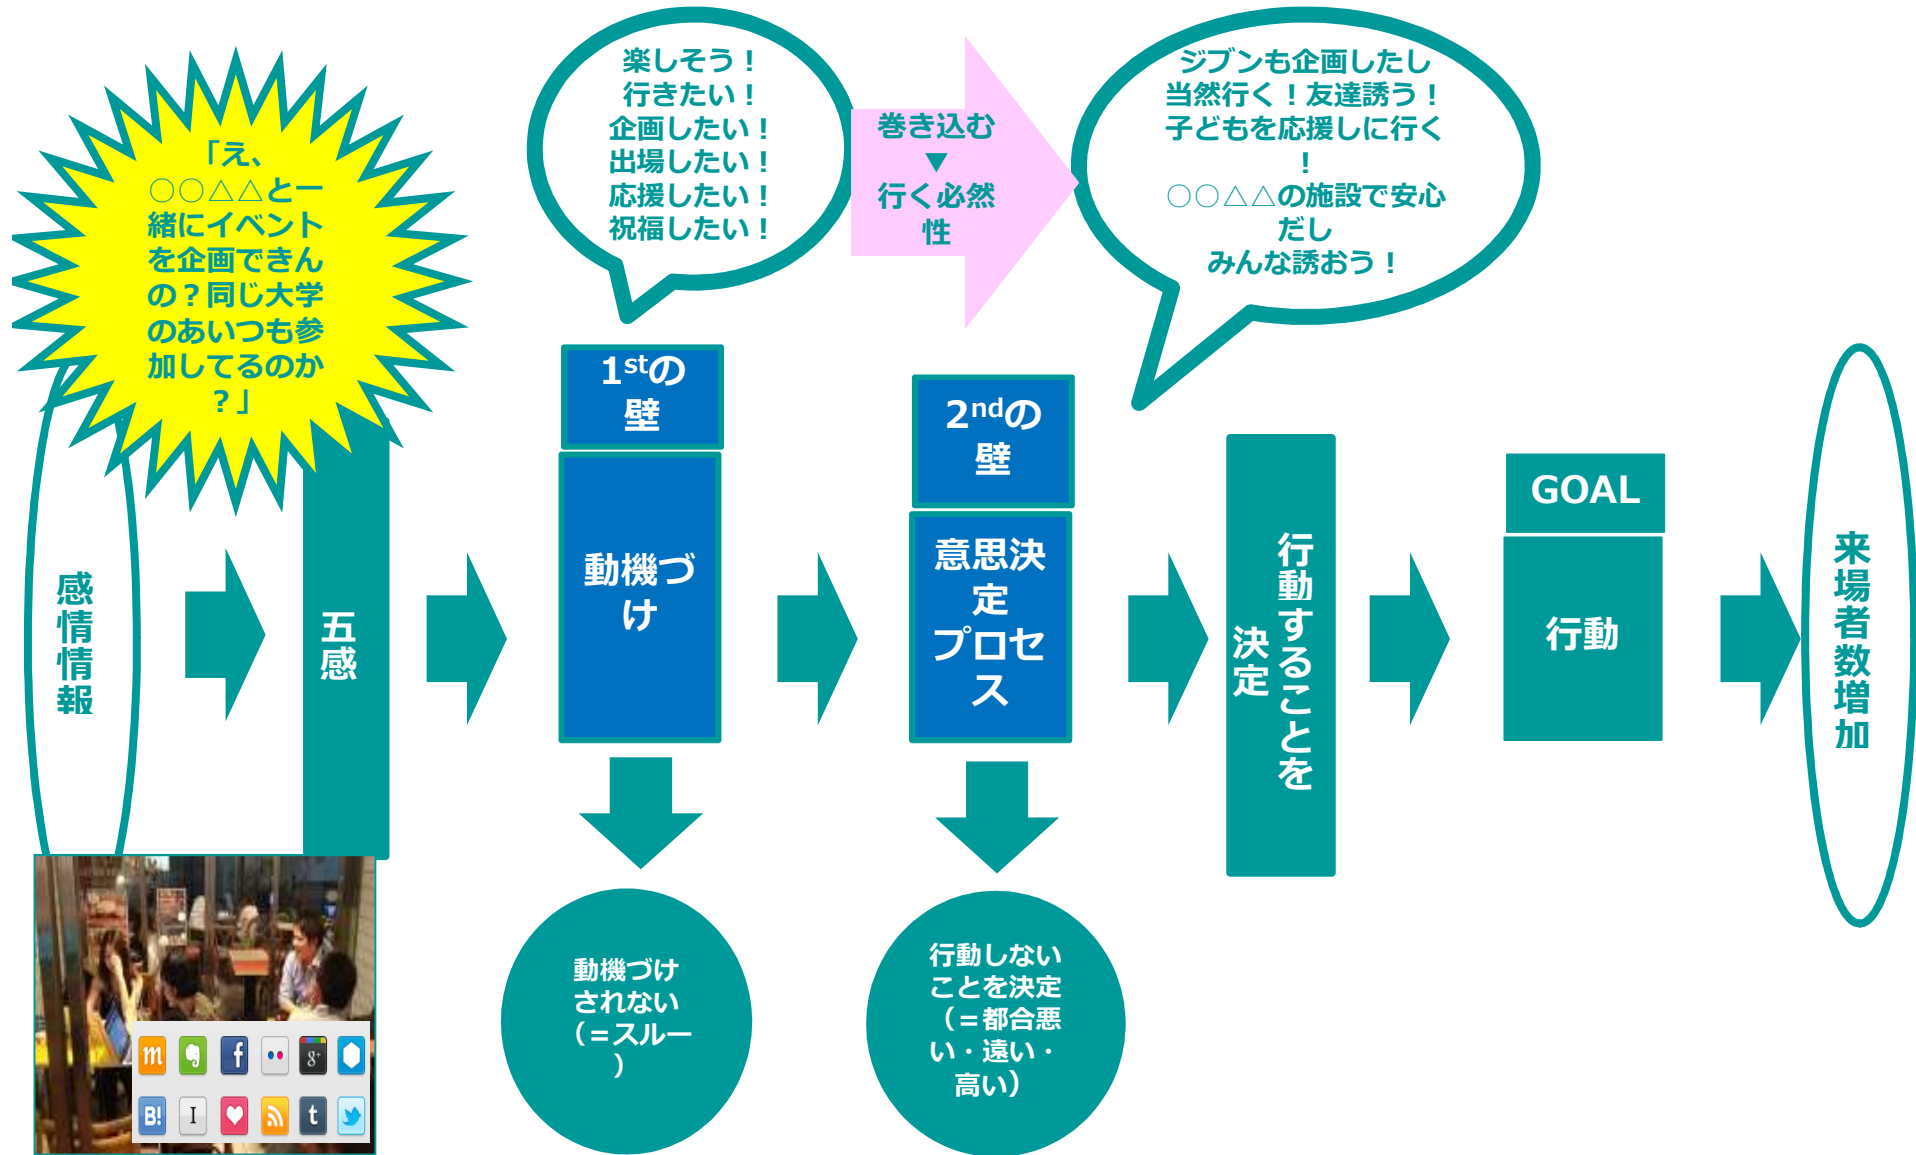 「え、
○○△△と一
緒にイベント
を企画できん
の？同じ大学
のあいつも参
加してるのか
？」
楽しそう！
行きたい！
企画したい！
出場したい！
応援したい！
祝福したい！
巻き込む
▼
行く必然
性
ジブンも企画したし
当然行く！友達誘う！
子どもを応援しに行く
！
○○△△の施設で安心
だし
みんな誘おう！
感情情報
五感
1stの
壁
動機づ
け
2ndの
壁
意思決
定
プロセ
ス
行動することを
決定
GOAL
行動
来場者数増加
動機づけ
されない
（=スルー
）
行動しない
ことを決定
（=都合悪
い・遠い・
高い）
m
f
g+
B!
I
t